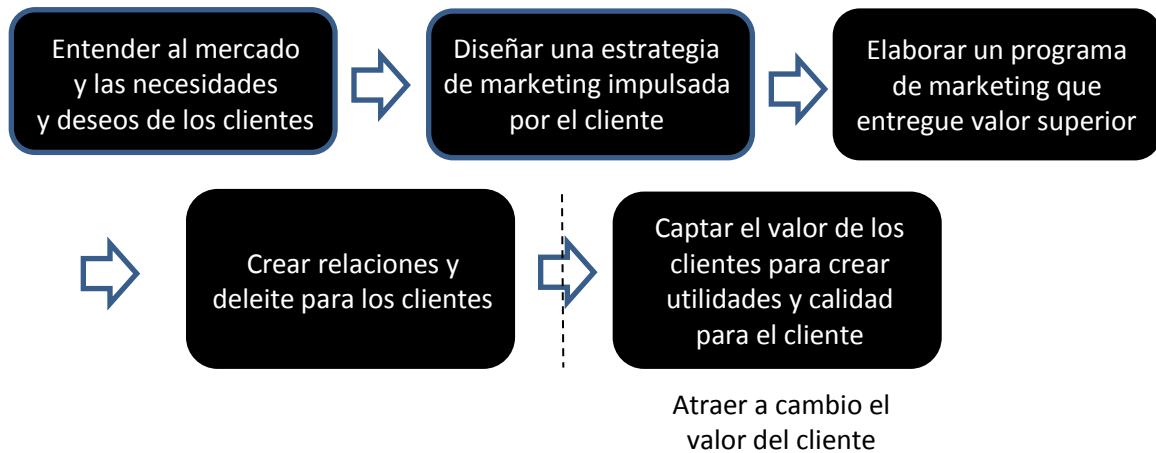 Entender al mercado
y las necesidades
y deseos de los clientes
Diseñar una estrategia
de marketing impulsada
por el cliente
Elaborar un programa
de marketing que
entregue valor superior
Crear relaciones y
deleite para los clientes
Captar el valor de los
clientes para crear
utilidades y calidad
para el cliente
Atraer a cambio el
valor del cliente